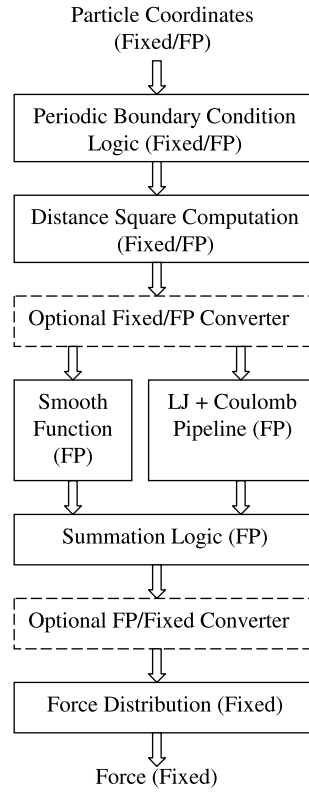 Particle Coordinates
(Fixed/FP)
Periodic Boundary Condition
Logic (Fixed/FP)
Distance Square Computation
(Fixed/FP)
Optional Fixed/FP Converter
Smooth
Function
(FP)
LJ + Coulomb
Pipeline (FP)
Summation Logic (FP)
Optional FP/Fixed Converter
Force Distribution (Fixed)
Force (Fixed)